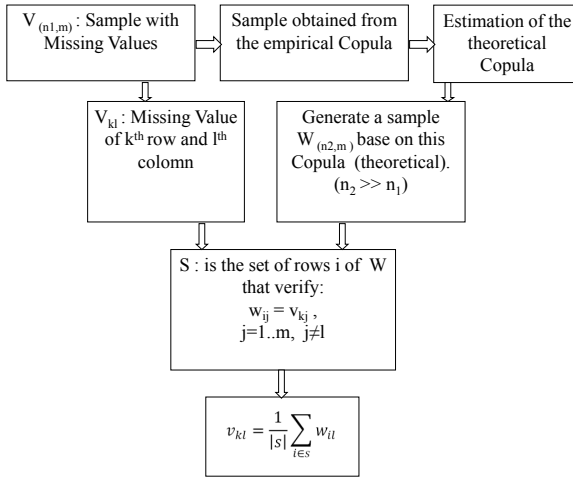 V(n1,m) : Sample with
Missing Values
Sample obtained from
the empirical Copula
Estimation of the
theoretical
Copula
Vkl : Missing Value
of kth row and lth
colomn
Generate a sample
W(n2,m) base on this
Copula (theoretical).
(n2 >> n1)
S : is the set of rows i of W
that verify:
wij = vkj ,
j=1..m, j≠l
vkl = 1/|s| ∑i∈s wil